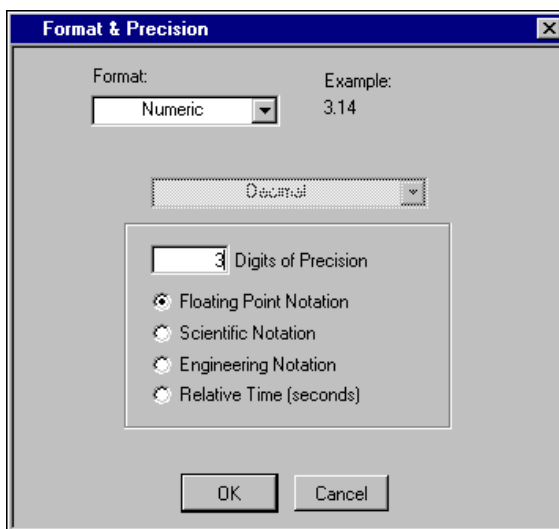 Format & Precision
Format:
Example:
Numeric
3.14
Decimal
3 Digits of Precision
Floating Point Notation
Scientific Notation
Engineering Notation
Relative Time (seconds)
OK Cancel